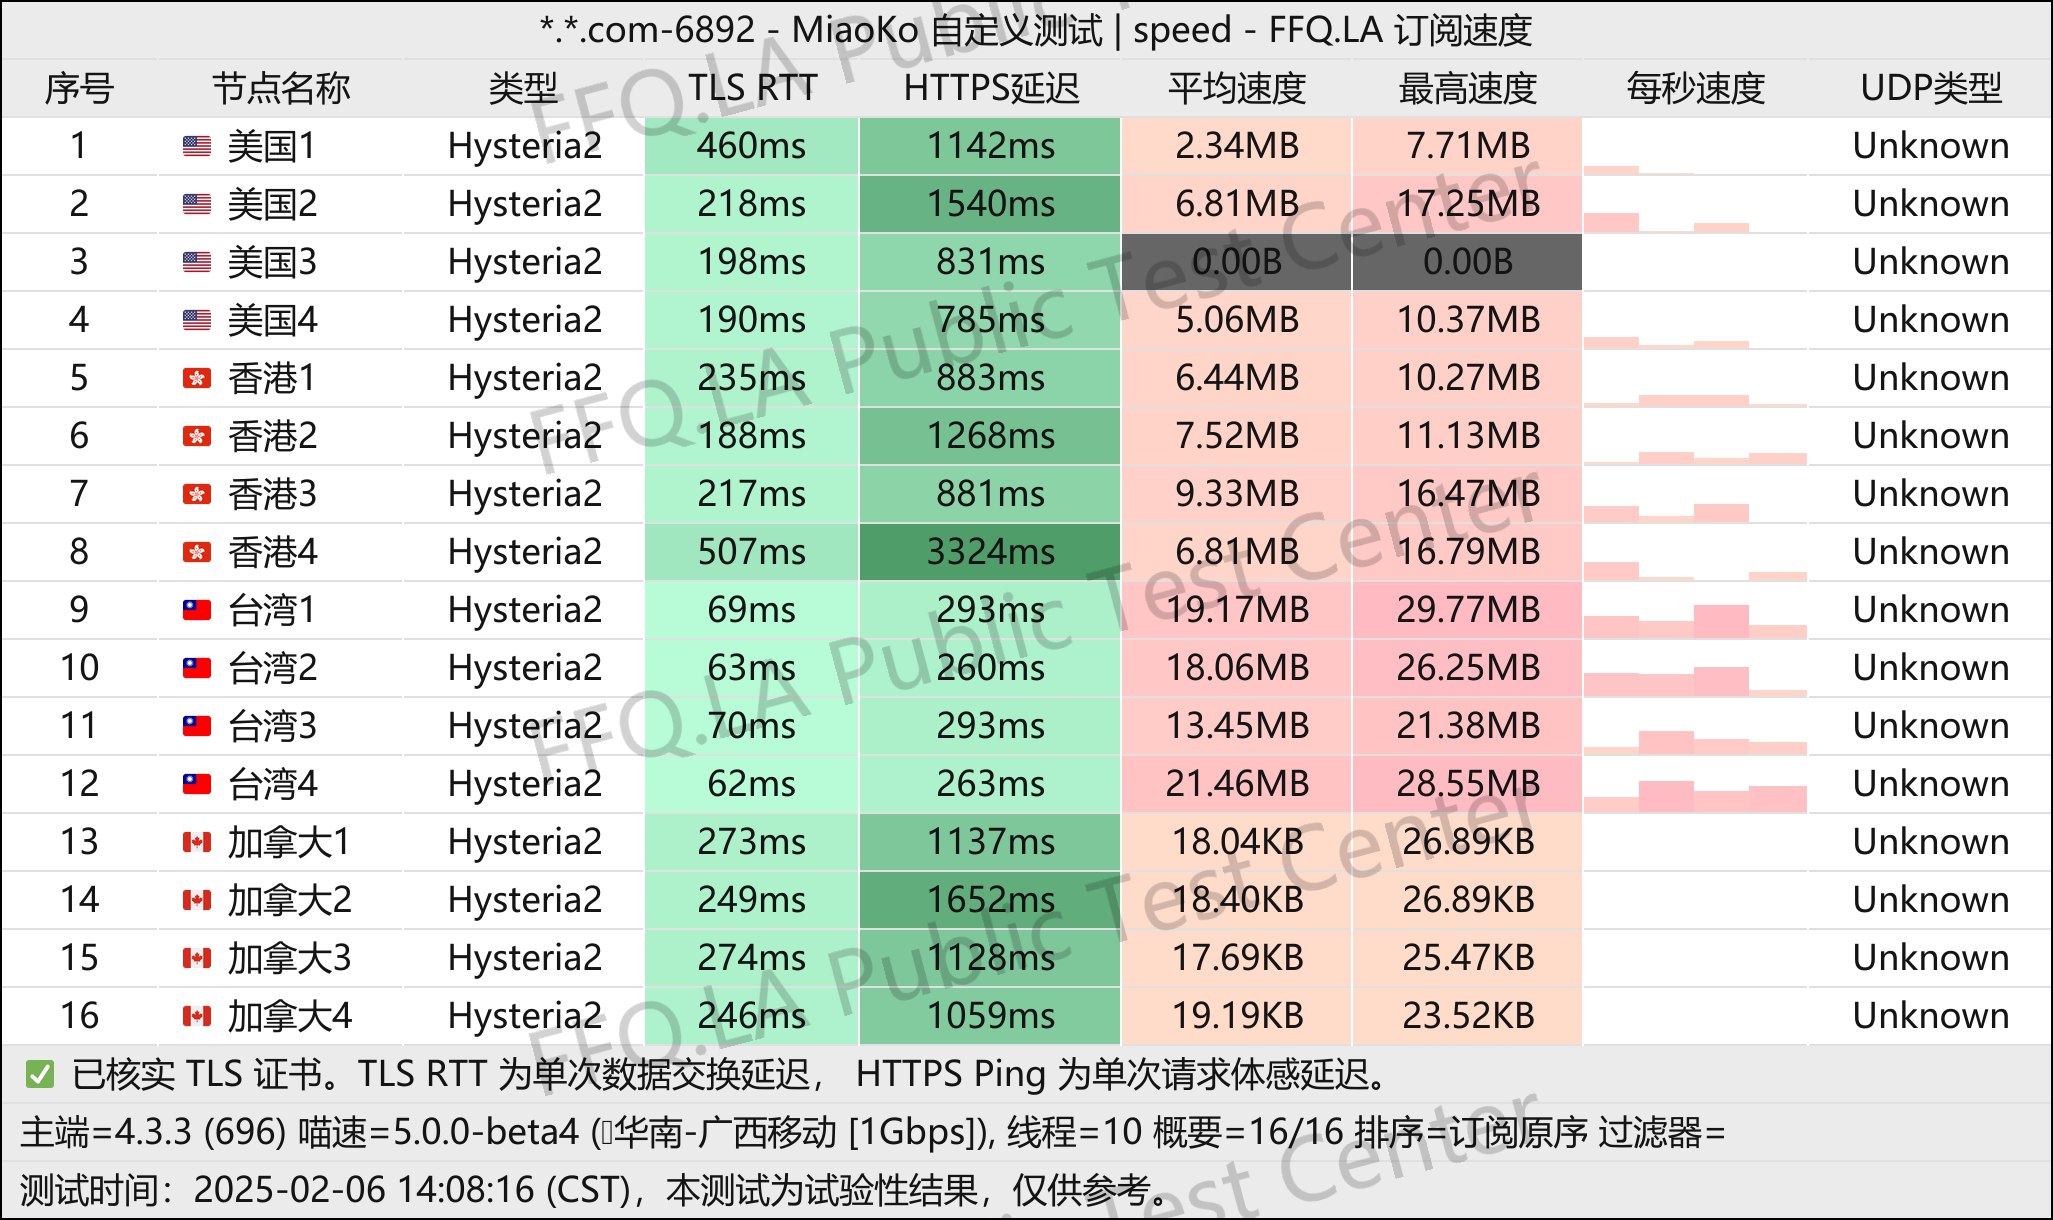 *.*.com-6892 - MiaoKo 自定义测试 | speed - FFQ.LA 订阅速度
序号 节点名称 类型 TLS RTT HTTPS延迟 平均速度 最高速度 每秒速度 UDP类型
1 美国1 Hysteria2 460ms 1142ms 2.34MB 7.71MB Unknown
2 美国2 Hysteria2 218ms 1540ms 6.81MB 17.25MB Unknown
3 美国3 Hysteria2 198ms 831ms 0.00B 0.00B Unknown
4 美国4 Hysteria2 190ms 785ms 5.06MB 10.37MB Unknown
5 香港1 Hysteria2 235ms 883ms 6.44MB 10.27MB Unknown
6 香港2 Hysteria2 188ms 1268ms 7.52MB 11.13MB Unknown
7 香港3 Hysteria2 217ms 881ms 9.33MB 16.47MB Unknown
8 香港4 Hysteria2 507ms 3324ms 6.81MB 16.79MB Unknown
9 台湾1 Hysteria2 69ms 293ms 19.17MB 29.77MB Unknown
10 台湾2 Hysteria2 63ms 260ms 18.06MB 26.25MB Unknown
11 台湾3 Hysteria2 70ms 293ms 13.45MB 21.38MB Unknown
12 台湾4 Hysteria2 62ms 263ms 21.46MB 28.55MB Unknown
13 加拿大1 Hysteria2 273ms 1137ms 18.04KB 26.89KB Unknown
14 加拿大2 Hysteria2 249ms 1652ms 18.40KB 26.89KB Unknown
15 加拿大3 Hysteria2 274ms 1128ms 17.69KB 25.47KB Unknown
16 加拿大4 Hysteria2 246ms 1059ms 19.19KB 23.52KB Unknown
✅ 已核实 TLS 证书。TLS RTT 为单次数据交换延迟， HTTPS Ping 为单次请求体感延迟。
主端=4.3.3 (696) 喵速=5.0.0-beta4 (华南-广西移动 [1Gbps]), 线程=10 概要=16/16 排序=订阅原序 过滤器=
测试时间：2025-02-06 14:08:16 (CST)，本测试为试验性结果，仅供参考。
FFQ.LA Public Test Center
FFQ.LA Public Test Center
FFQ.LA Public Test Center
FFQ.LA Public Test Center